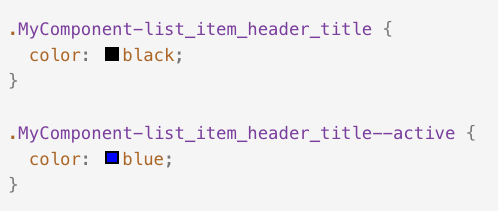 .MyComponent-list_item_header_title {
  color: black;
}

.MyComponent-list_item_header_title--active {
  color: blue;
}